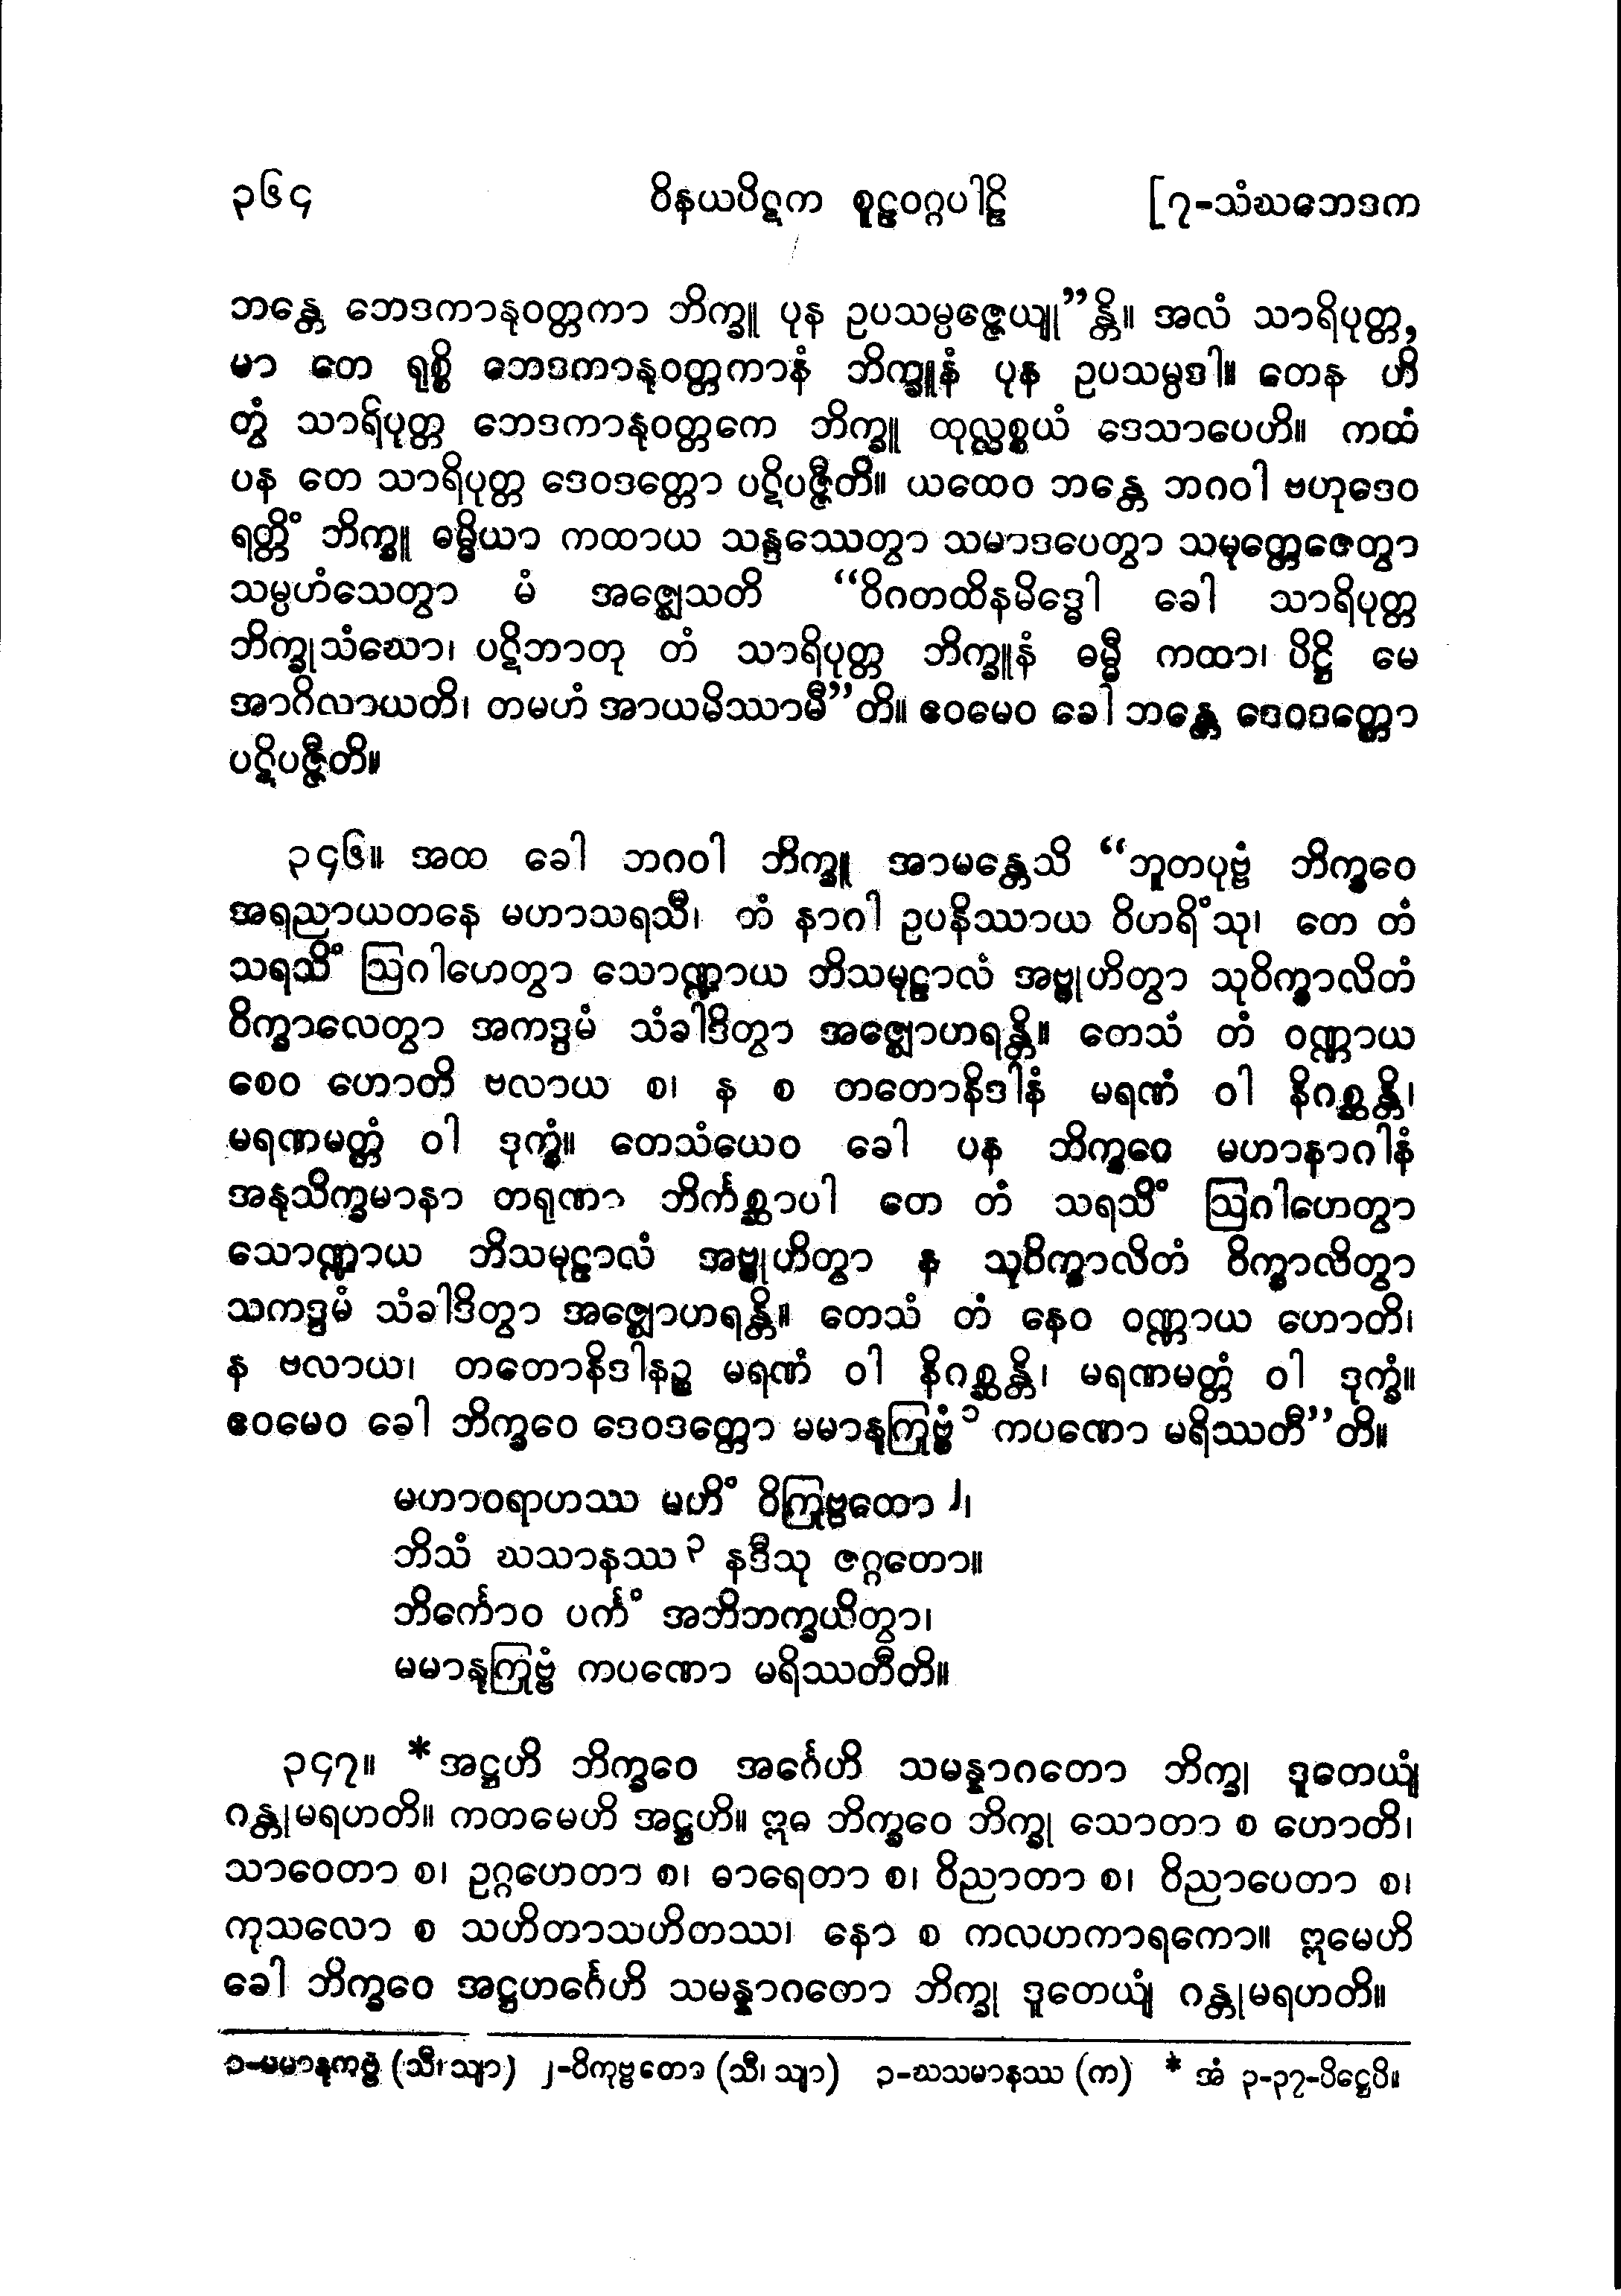 ၃၆၄ ဝိနယပိဋက စူဠဝဂ္ဂပါဠိ [၇-သံဃဘေဒက
ဘန္တေ ဘေဒကာနုဝတ္တကာ ဘိက္ခူ ပုန ဥပသမ္ပဇ္ဇေယျု”န္တိ။ အလံ သာရိပုတ္တ,
မာ တေ ရုစ္စိ ဘေဒကာနုဝတ္တကာနံ ဘိက္ခူနံ ပုန ဥပသမ္ပဒါ။ တေန ဟိ
တွံ သာရိပုတ္တ ဘေဒကာနုဝတ္တကေ ဘိက္ခူ ထုလ္လစ္စယံ ဒေသာပေဟိ။ ကထံ
ပန တေ သာရိပုတ္တ ဒေဝဒတ္တော ပဋိပဇ္ဇီတိ။ ယထေဝ ဘန္တေ ဘဂဝါ ဗဟုဒေဝ
ရတ္တိံ ဘိက္ခူ ဓမ္မိယာ ကထာယ သန္ဒဿေတွာ သမာဒပေတွာ သမုတ္တေဇေတွာ
သမ္ပဟံသေတွာ မံ အဇ္ဈေသတိ “ဝိဂတထိနမိဒ္ဓေါ ခေါ သာရိပုတ္တ
ဘိက္ခုသံဃော၊ ပဋိဘာတု တံ သာရိပုတ္တ ဘိက္ခူနံ ဓမ္မီ ကထာ၊ ပိဋ္ဌိ မေ
အာဂိလာယတိ၊ တမဟံ အာယမိဿာမီ”တိ။ ဧဝမေဝ ခေါ ဘန္တေ ဒေဝဒတ္တော
ပဋိပဇ္ဇီတိ။
၃၄၆။ အထ ခေါ ဘဂဝါ ဘိက္ခူ အာမန္တေသိ “ဘူတပုဗ္ဗံ ဘိက္ခဝေ
အရညာယတနေ မဟာသရသီ၊ တံ နာဂါ ဥပနိဿာယ ဝိဟရိံသု၊ တေ တံ
သရသိံ ဩဂါဟေတွာ သောဏ္ဍာယ ဘိသမုဠာလံ အဗ္ဗုဟိတွာ သုဝိက္ခာလိတံ
ဝိက္ခာလေတွာ အကဒ္ဒမံ သံခါဒိတွာ အဇ္ဈောဟရန္တိ။ တေသံ တံ ဝဏ္ဏာယ
စေဝ ဟောတိ ဗလာယ စ၊ န စ တတောနိဒါနံ မရဏံ ဝါ နိဂစ္ဆန္တိ၊
မရဏမတ္တံ ဝါ ဒုက္ခံ။ တေသံယေဝ ခေါ ပန ဘိက္ခဝေ မဟာနာဂါနံ
အနုသိက္ခမာနာ တရုဏာ ဘိင်္ကစ္ဆာပါ တေ တံ သရသိံ ဩဂါဟေတွာ
သောဏ္ဍာယ ဘိသမုဠာလံ အဗ္ဗုဟိတွာ န သုဝိက္ခာလိတံ ဝိက္ခာလိတွာ
သကဒ္ဒမံ သံခါဒိတွာ အဇ္ဈောဟရန္တိ။ တေသံ တံ နေဝ ဝဏ္ဏာယ ဟောတိ၊
န ဗလာယ၊ တတောနိဒါနဉ္စ မရဏံ ဝါ နိဂစ္ဆန္တိ၊ မရဏမတ္တံ ဝါ ဒုက္ခံ။
ဧဝမေဝ ခေါ ဘိက္ခဝေ ဒေဝဒတ္တော မမာနုကြုဗ္ဗံ ၁ ကပဏော မရိဿတီ’’တိ။
မဟာဝရာဟဿ မဟိံ ဝိကြုဗ္ဗထော ၂၊
ဘိသံ ဃသာနဿ ၃ နဒီသု ဇဂ္ဂတော။
ဘိင်္ကောဝ ပင်္ကံ အဘိဘက္ခယိတွာ၊
မမာနုကြုဗ္ဗံ ကပဏော မရိဿတီတိ။
၃၄၇။ *အဋ္ဌဟိ ဘိက္ခဝေ အင်္ဂေဟိ သမန္နာဂတော ဘိက္ခု ဒူတေယျံ
ဂန္တုမရဟတိ။ ကတမေဟိ အဋ္ဌဟိ။ ဣဓ ဘိက္ခဝေ ဘိက္ခု သောတာ စ ဟောတိ၊
သာဝေတာ စ၊ ဥဂ္ဂဟေတာ စ၊ ဓာရေတာ စ၊ ဝိညာတာ စ၊ ဝိညာပေတာ စ၊
ကုသလော စ သဟိတာသဟိတဿ၊ နော စ ကလဟကာရကော။ ဣမေဟိ
ခေါ ဘိက္ခဝေ အဋ္ဌဟင်္ဂေဟိ သမန္နာဂတော ဘိက္ခု ဒူတေယျံ ဂန္တုမရဟတိ။
၁-မမာနုကုဗ္ဗံ (သီ၊ သျာ) ၂-ဝိကုဗ္ဗတော (သီ၊ သျာ) ၃-ဃသမာနဿ (က) * အံ ၃-၃၇-ပိဋ္ဌေပိ။